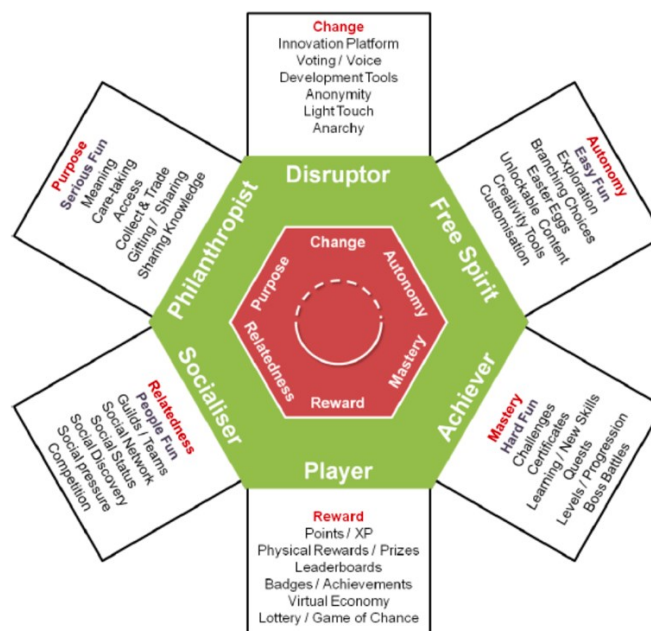 Change
Innovation Platform
Voting / Voice
Development Tools
Anonymity
Light Touch
Anarchy
Purpose
Serious Fun
Meaning
Care-taking
Access
Collect & Trade
Gifting / Sharing
Sharing Knowledge
Autonomy
Easy Fun
Exploration
Branching Choices
Easter Eggs
Unlockable Content
Creativity Tools
Customisation
Disruptor
Philanthropist
Free Spirit
Change
Purpose
Autonomy
Relatedness
Mastery
Reward
Socialiser
Achiever
Player
Relatedness
People Fun
Guilds / Teams
Social Network
Social Status
Social Discovery
Social pressure
Competition
Mastery
Hard Fun
Challenges
Certificates
Learning / New Skills
Quests
Levels / Progression
Boss Battles
Reward
Points / XP
Physical Rewards / Prizes
Leaderboards
Badges / Achievements
Virtual Economy
Lottery / Game of Chance